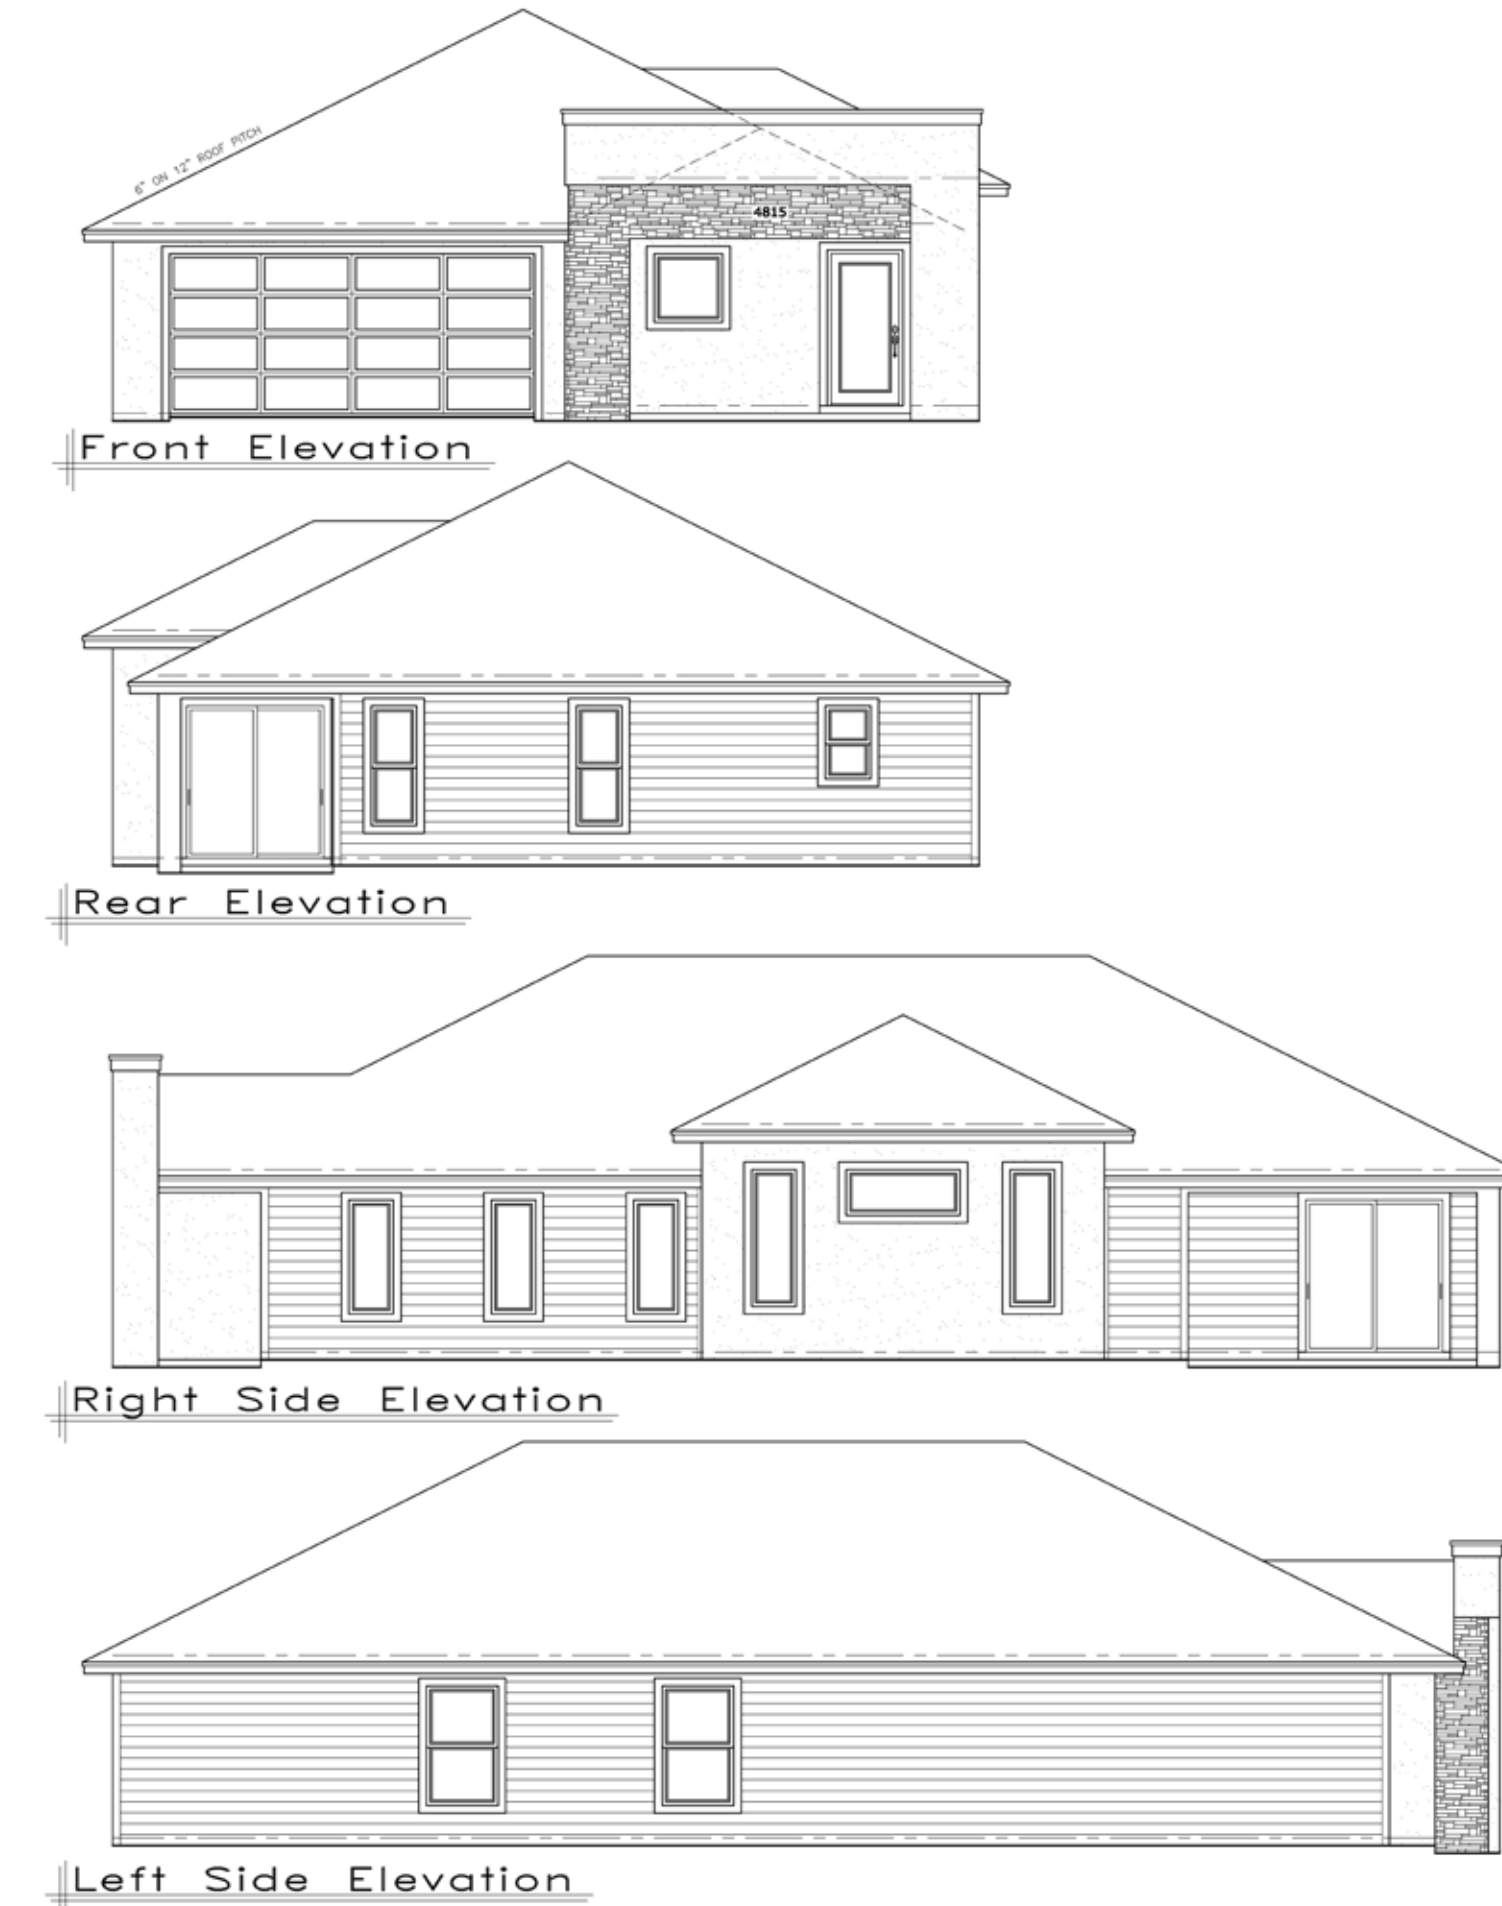 6" ON 12" ROOF PITCH
4815
Front Elevation
Rear Elevation
Right Side Elevation
Left Side Elevation